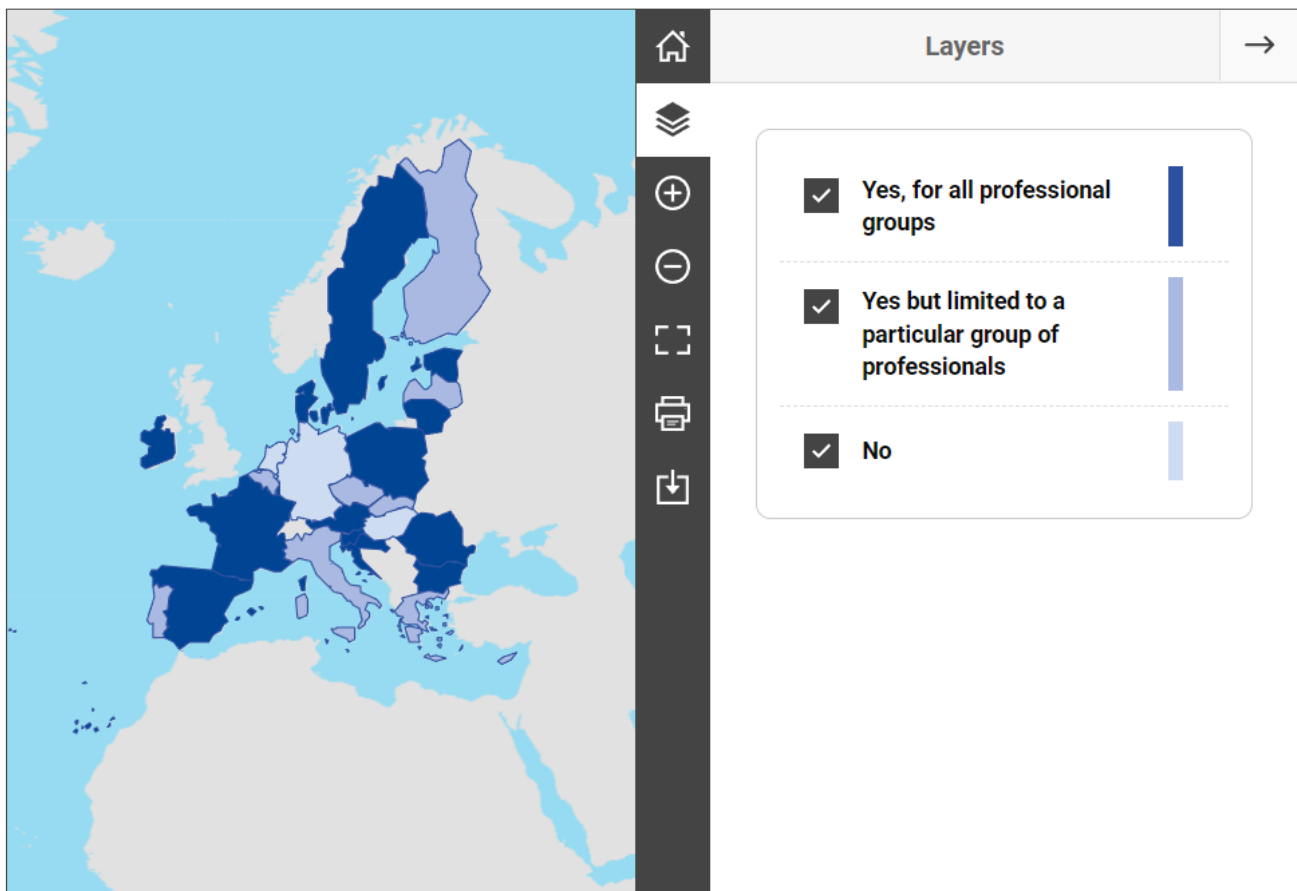 Layers
Yes, for all professional
groups
Yes but limited to a
particular group of
professionals
No